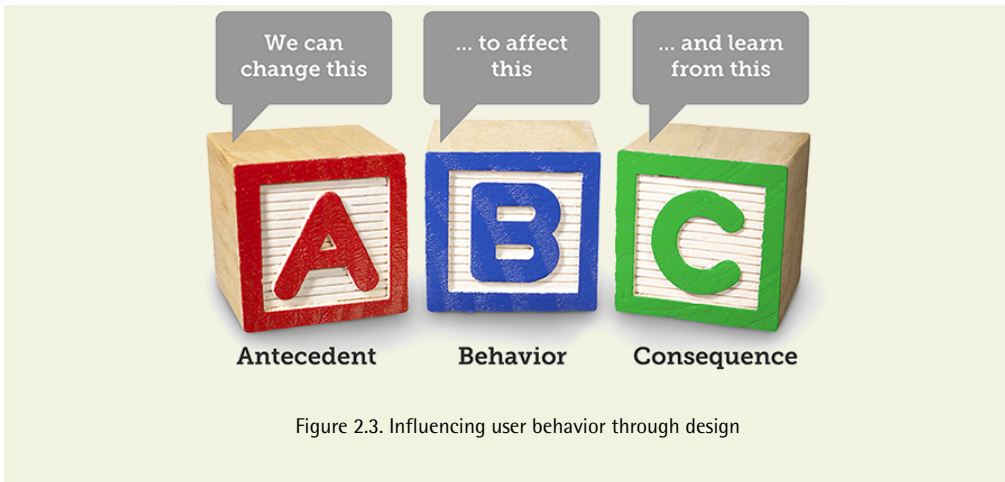 We can
change this
... to affect
this
... and learn
from this
A
B
C
Antecedent
Behavior
Consequence
Figure 2.3. Influencing user behavior through design